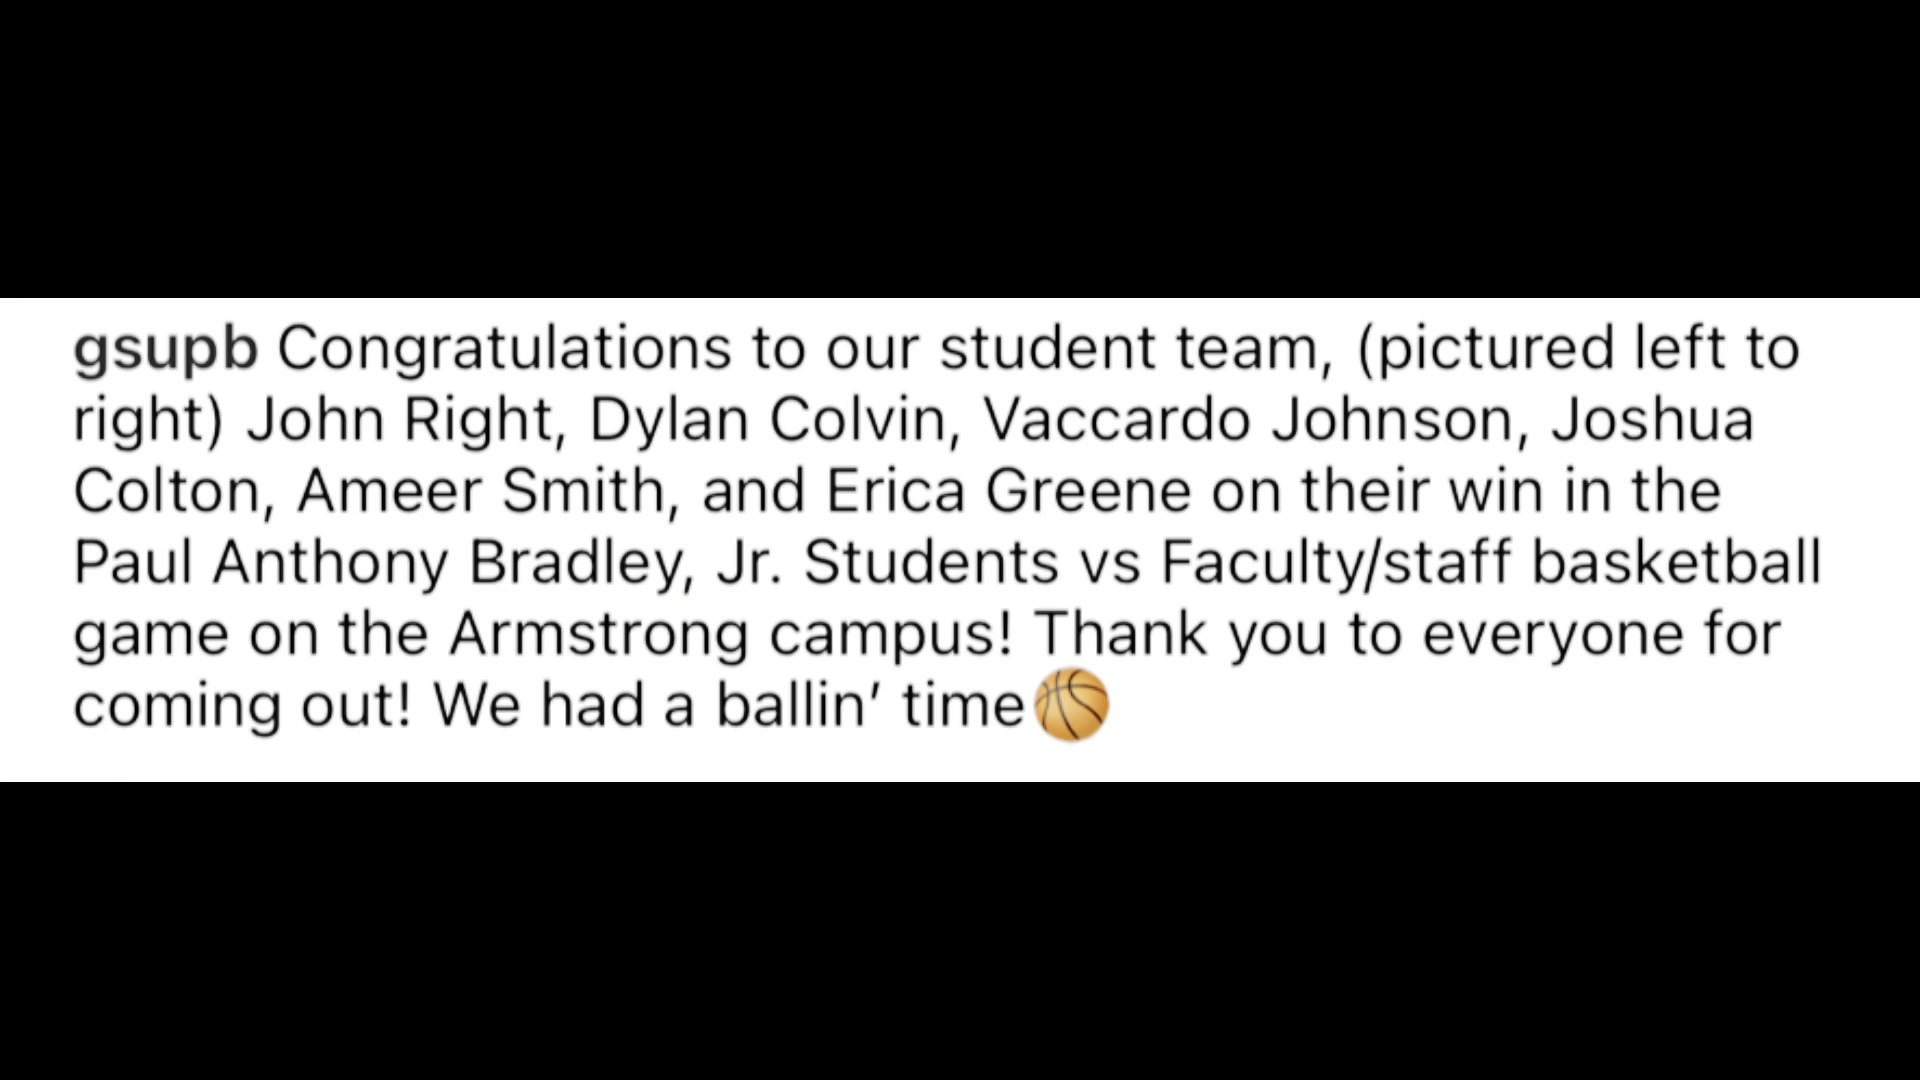 gsupb Congratulations to our student team, (pictured left to
right) John Right, Dylan Colvin, Vaccardo Johnson, Joshua
Colton, Ameer Smith, and Erica Greene on their win in the
Paul Anthony Bradley, Jr. Students vs Faculty/staff basketball
game on the Armstrong campus! Thank you to everyone for
coming out! We had a ballin’ time🏀